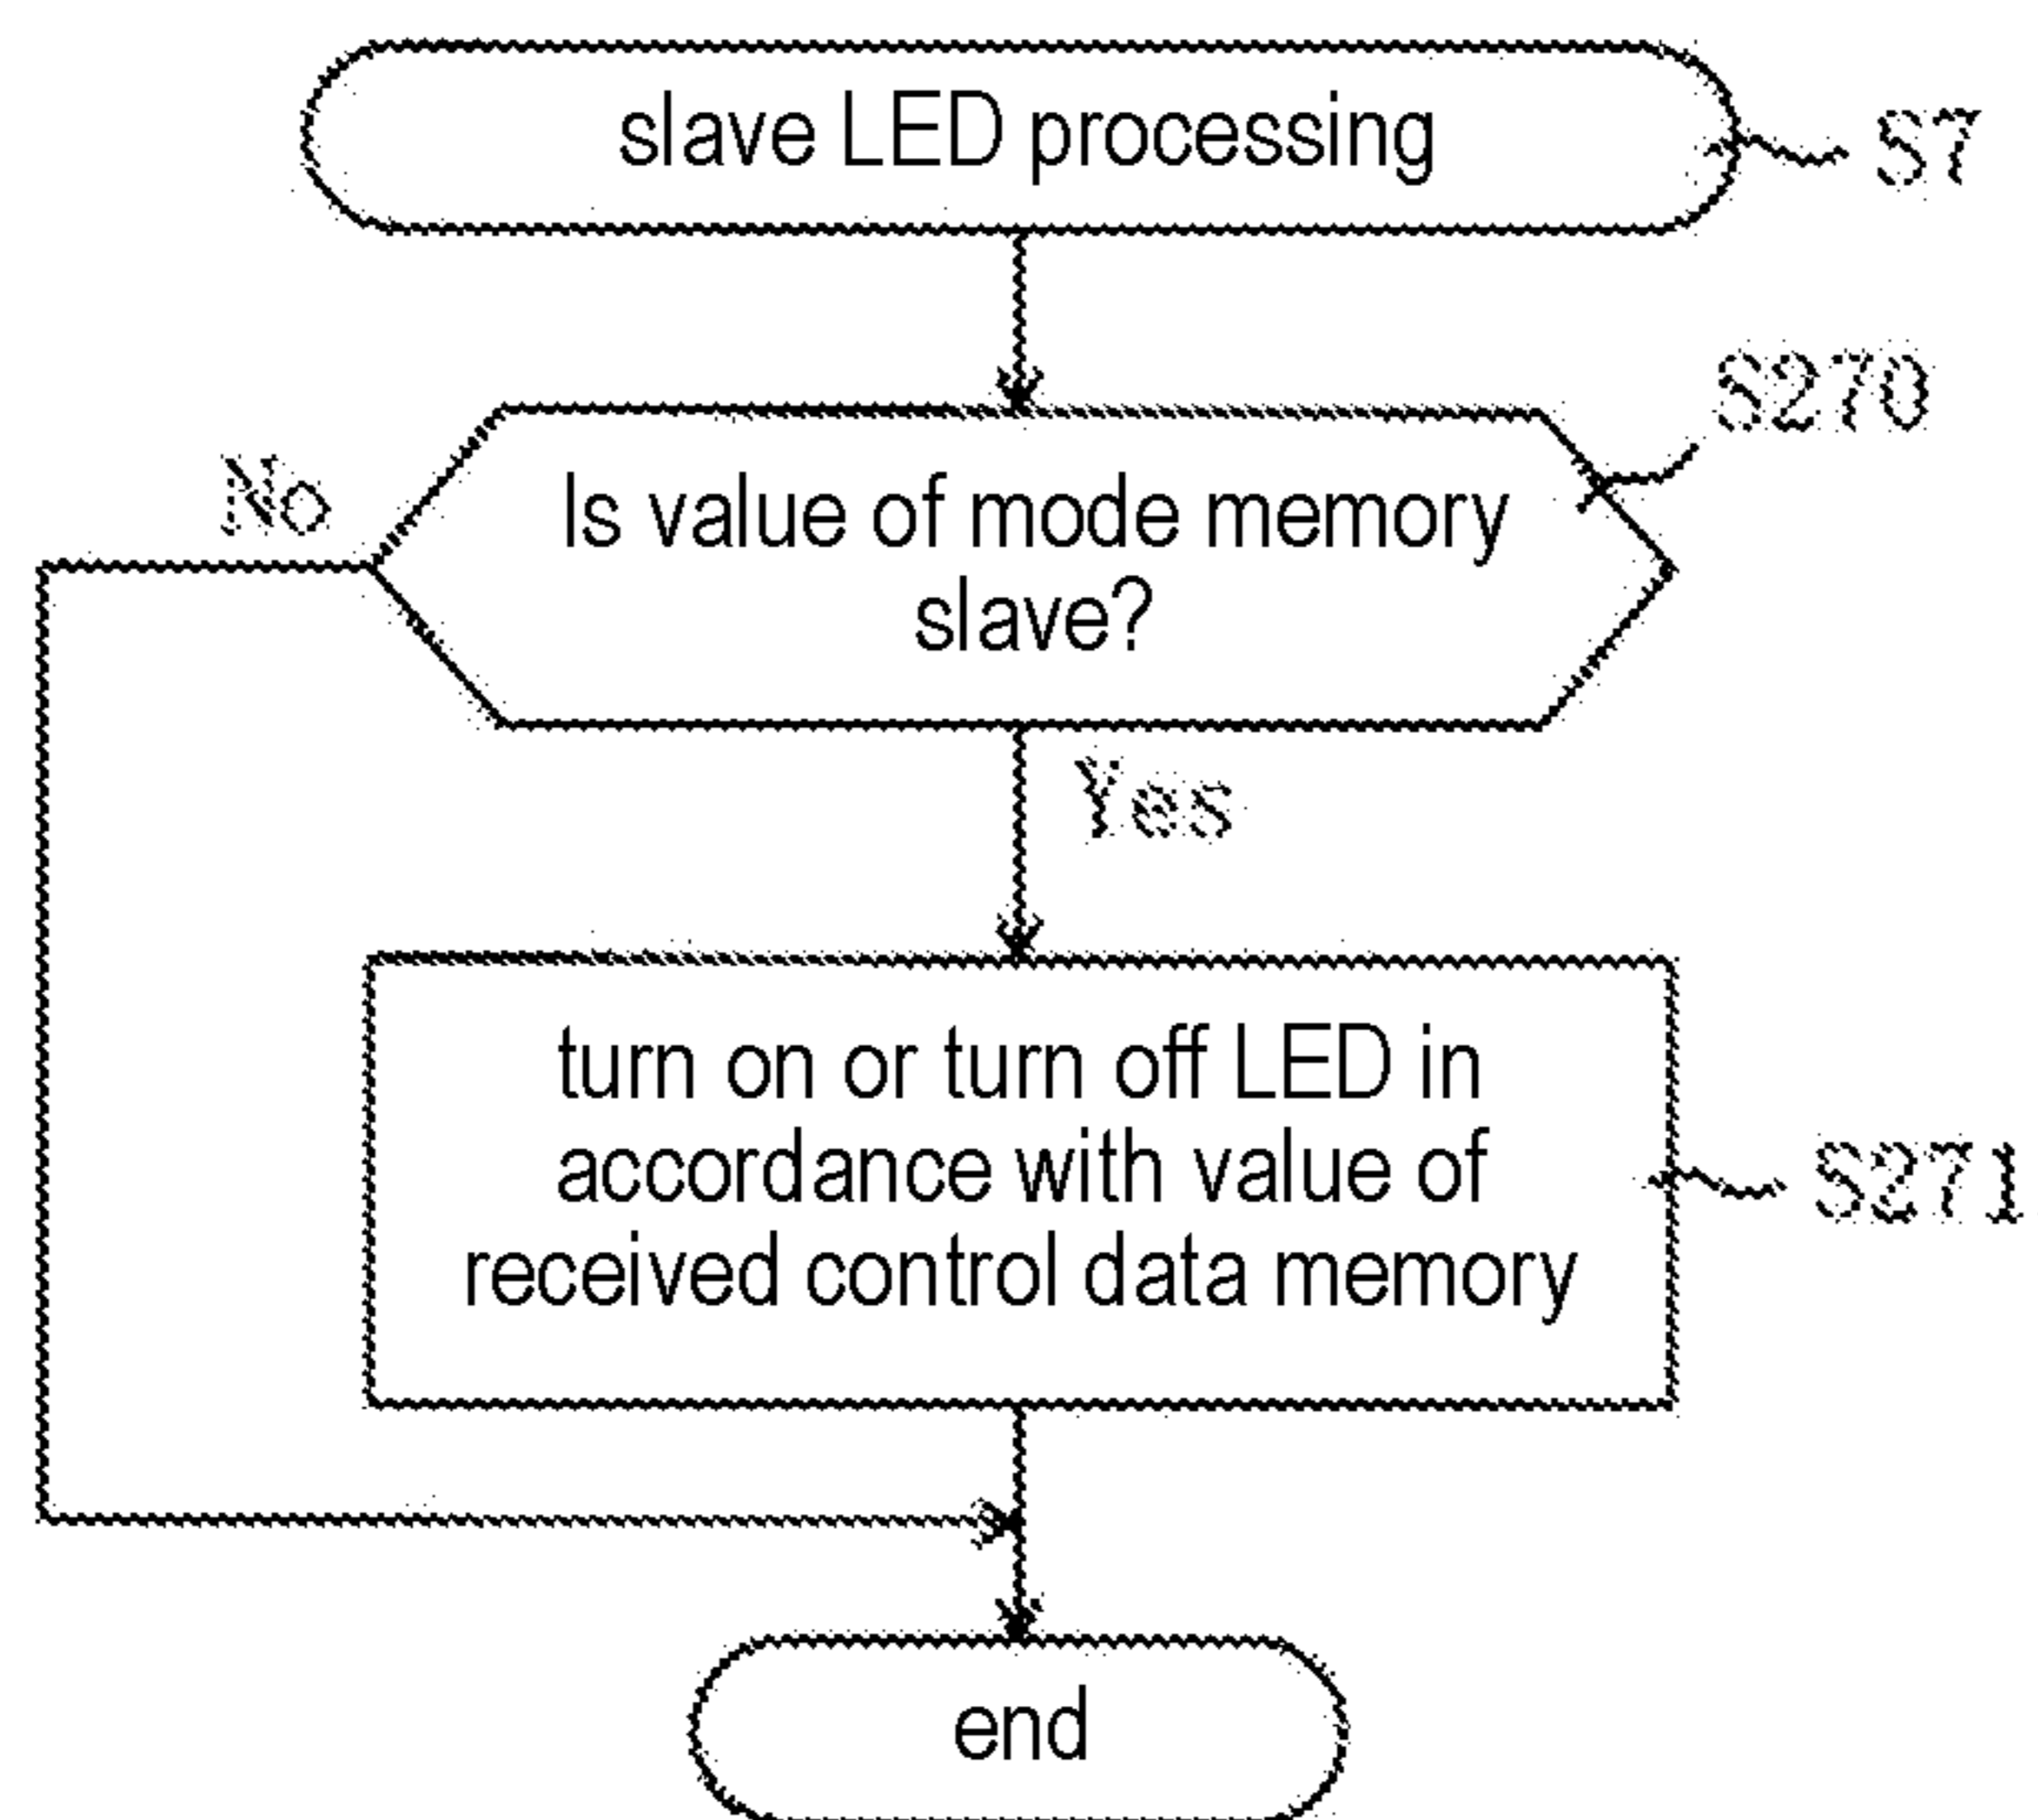 slave LED processing
S7
S270
No
Is value of mode memory
slave?
Yes
turn on or turn off LED in
accordance with value of
received control data memory
S271
end